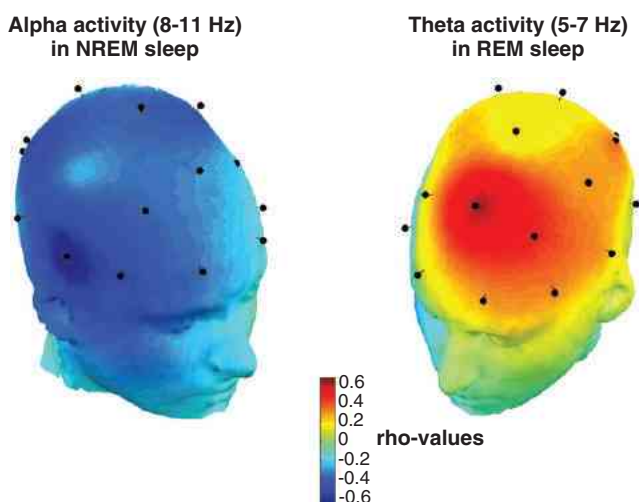 Alpha activity (8-11 Hz)
in NREM sleep
Theta activity (5-7 Hz)
in REM sleep
0.6
0.4
0.2
0
-0.2
-0.4
-0.6
rho-values